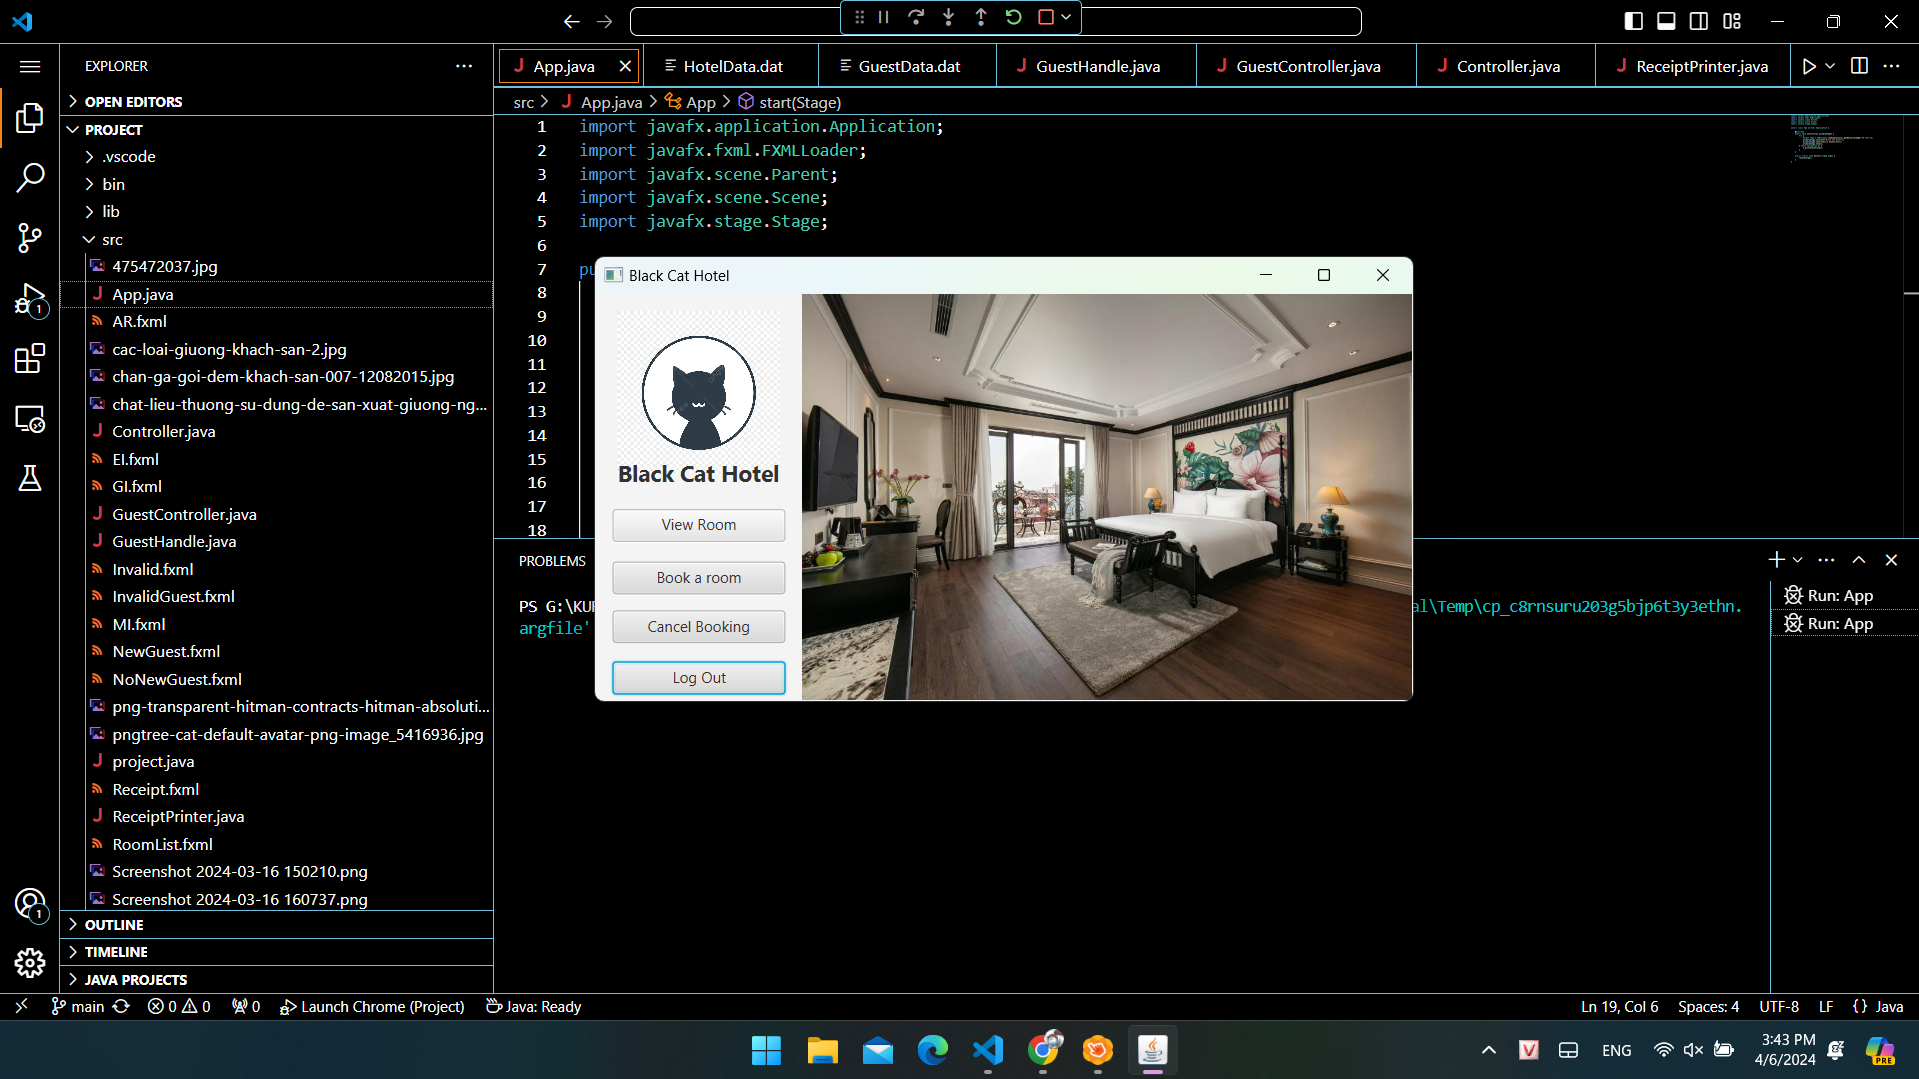 EXPLORER
OPEN EDITORS
PROJECT
.vscode
bin
lib
src
475472037.jpg
App.java
AR.fxml
cac-loai-giuong-khach-san-2.jpg
chan-ga-goi-dem-khach-san-007-12082015.jpg
chat-lieu-thuong-su-dung-de-san-xuat-giuong-ng...
Controller.java
EI.fxml
GI.fxml
GuestController.java
GuestHandle.java
Invalid.fxml
InvalidGuest.fxml
MI.fxml
NewGuest.fxml
NoNewGuest.fxml
png-transparent-hitman-contracts-hitman-absoluti...
pngtree-cat-default-avatar-png-image_5416936.jpg
project.java
Receipt.fxml
ReceiptPrinter.java
RoomList.fxml
Screenshot 2024-03-16 150210.png
Screenshot 2024-03-16 160737.png
OUTLINE
TIMELINE
JAVA PROJECTS
1
1
App.java HotelData.dat GuestData.dat GuestHandle.java GuestController.java Controller.java ReceiptPrinter.java
src App.java App start(Stage)
1 import javafx.application.Application;
2 import javafx.fxml.FXMLLoader;
3 import javafx.scene.Parent;
4 import javafx.scene.Scene;
5 import javafx.stage.Stage;
6
7 pu
8
9
10
11
12
13
14
15
16
17
18
Black Cat Hotel
Black Cat Hotel
View Room
Book a room
Cancel Booking
Log Out
PROBLEMS
PS G:\KU al\Temp\cp_c8rnsuru203g5bjp6t3y3ethn.
argfile'
Run: App
Run: App
main 0 0 0 Launch Chrome (Project) Java: Ready Ln 19, Col 6 Spaces: 4 UTF-8 LF {} Java
ENG 3:43 PM
4/6/2024
PRE